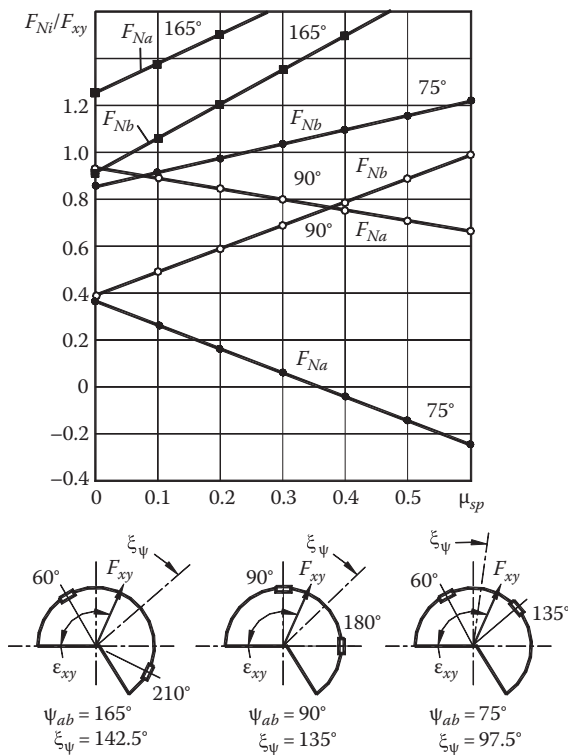 F_Ni/F_xy
F_Na 165° 165°
75°
1.2
F_Nb
F_Nb
1.0
F_Nb
90°
0.8
90° F_Na
0.6
0.4
0.2
F_Na
0
75°
−0.2
−0.4
0 0.1 0.2 0.3 0.4 0.5 μ_sp
ξ_ψ ξ_ψ ξ_ψ
60° F_xy 90° F_xy 60° F_xy
180° 135°
ε_xy ε_xy ε_xy
210°
ψ_ab = 165° ψ_ab = 90° ψ_ab = 75°
ξ_ψ = 142.5° ξ_ψ = 135° ξ_ψ = 97.5°